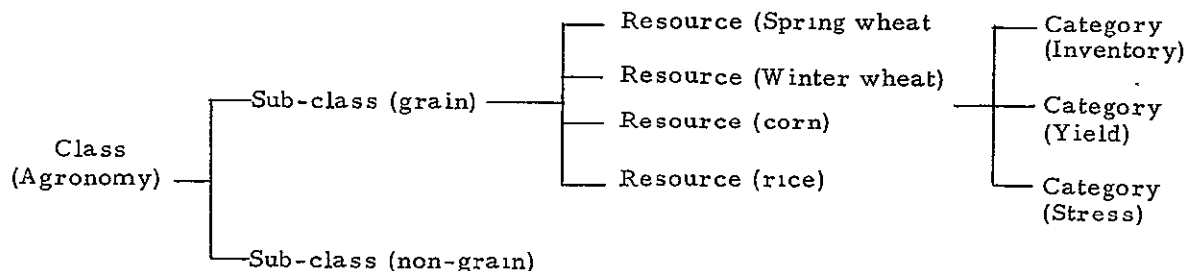 Class
(Agronomy)
Sub-class (grain)
Sub-class (non-grain)
Resource (Spring wheat
Resource (Winter wheat)
Resource (corn)
Resource (rice)
Category
(Inventory)
Category
(Yield)
Category
(Stress)